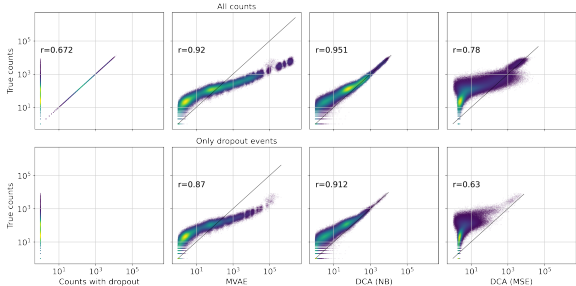 All counts
True counts
10⁵
10³
10¹
r=0.672
r=0.92
r=0.951
r=0.78
Only dropout events
True counts
10⁵
10³
10¹
r=0.87
r=0.912
r=0.63
10¹ 10³ 10⁵
10¹ 10³ 10⁵
10¹ 10³ 10⁵
10¹ 10³ 10⁵
Counts with dropout
MVAE
DCA (NB)
DCA (MSE)